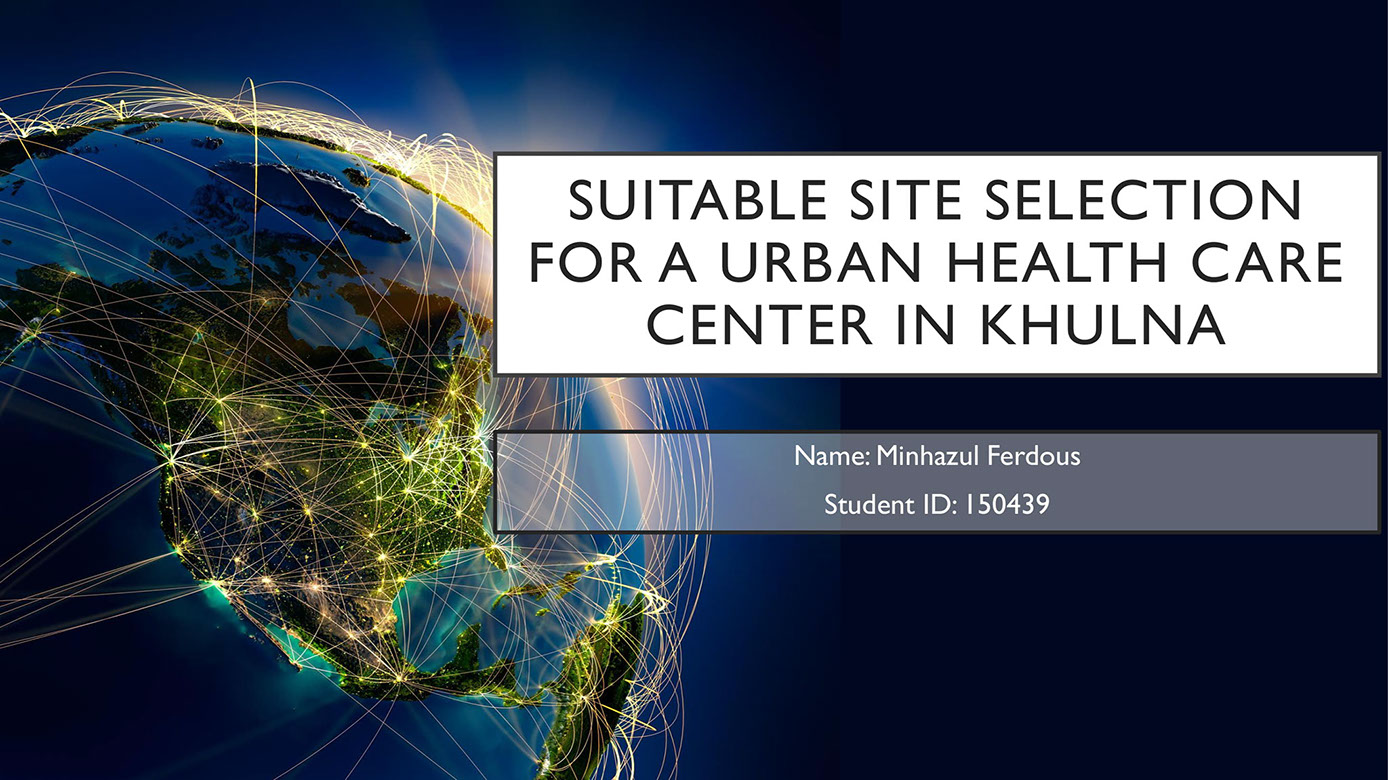 SUITABLE SITE SELECTION
FOR A URBAN HEALTH CARE
CENTER IN KHULNA
Name: Minhazul Ferdous
Student ID: 150439